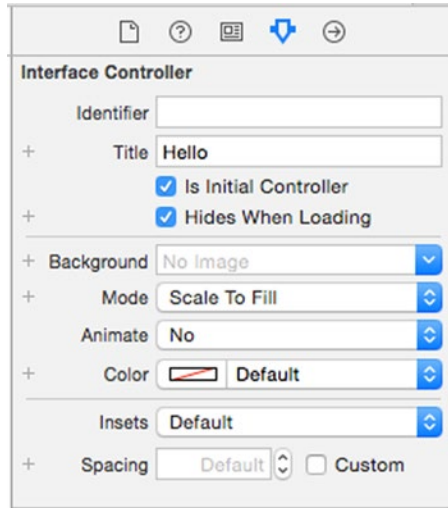 Interface Controller
Identifier
+ Title Hello
Is Initial Controller
+ Hides When Loading
+ Background No Image
+ Mode Scale To Fill
Animate No
+ Color Default
Insets Default
+ Spacing Default Custom